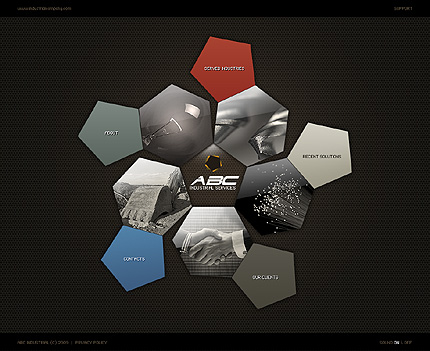 SUPPORT
SERVED INDUSTRIES
ABOUT
RECENT SOLUTIONS
ABC
INDUSTRIAL SERVICES
CONTACTS
OUR CLIENTS
ABC INDUSTRIAL (C) 2009 | PRIVACY POLICY
SOUND ON | OFF